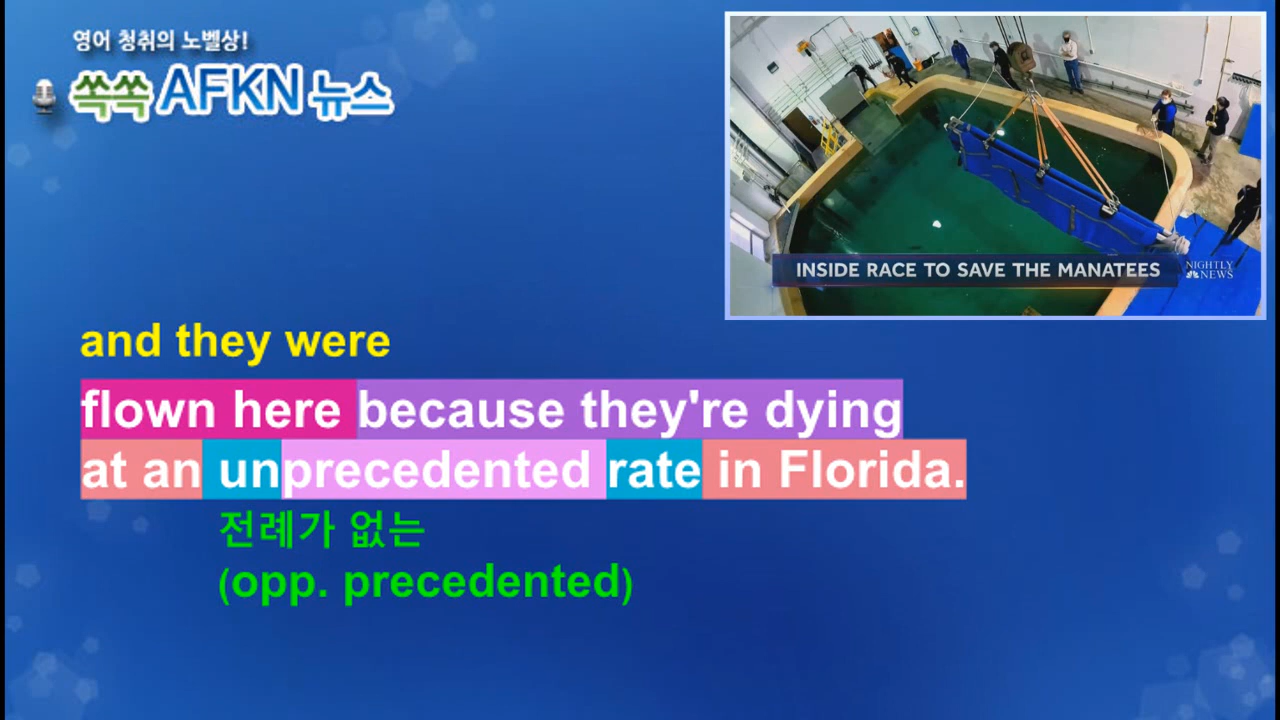 영어 청취의 노벨상!
쏙쏙 AFKN 뉴스
INSIDE RACE TO SAVE THE MANATEES
NIGHTLY
NEWS
and they were
flown here because they're dying
at an unprecedented rate in Florida.
전례가 없는
(opp. precedented)